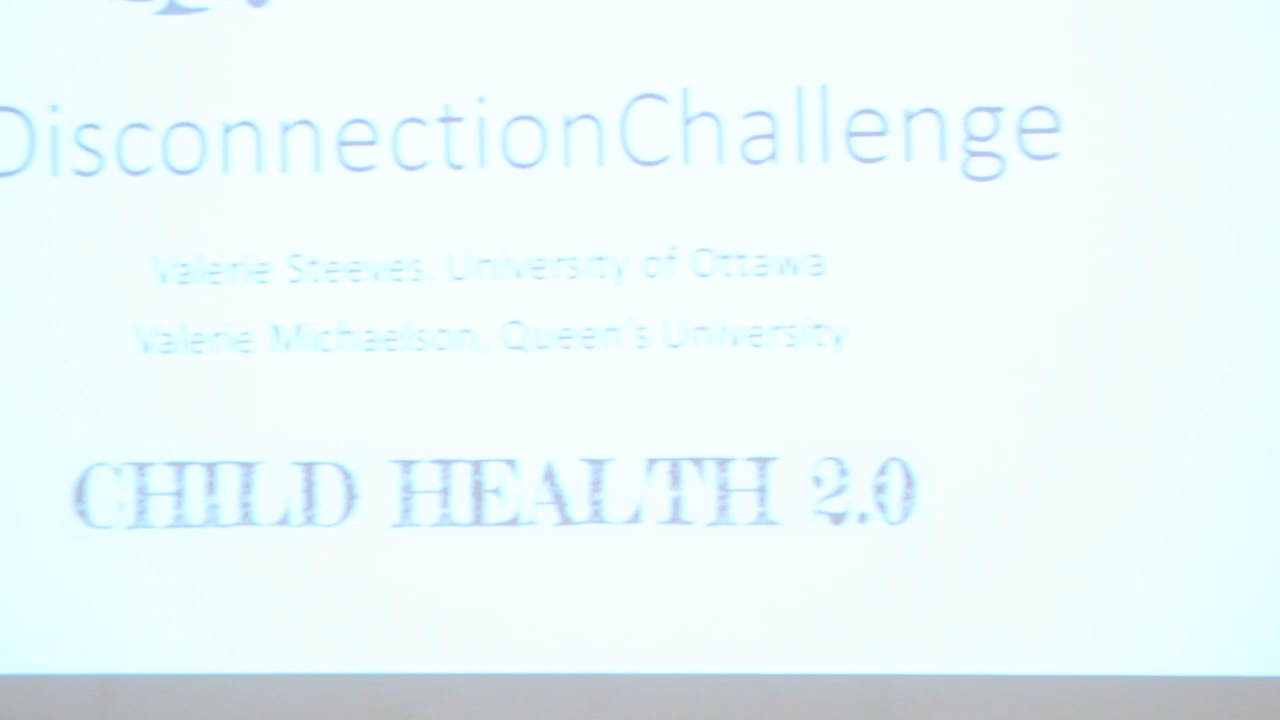 DisconnectionChallenge
Valerie Steeves, University of Ottawa
Valerie Michaelson, Queen's University
CHILD HEALTH 2.0